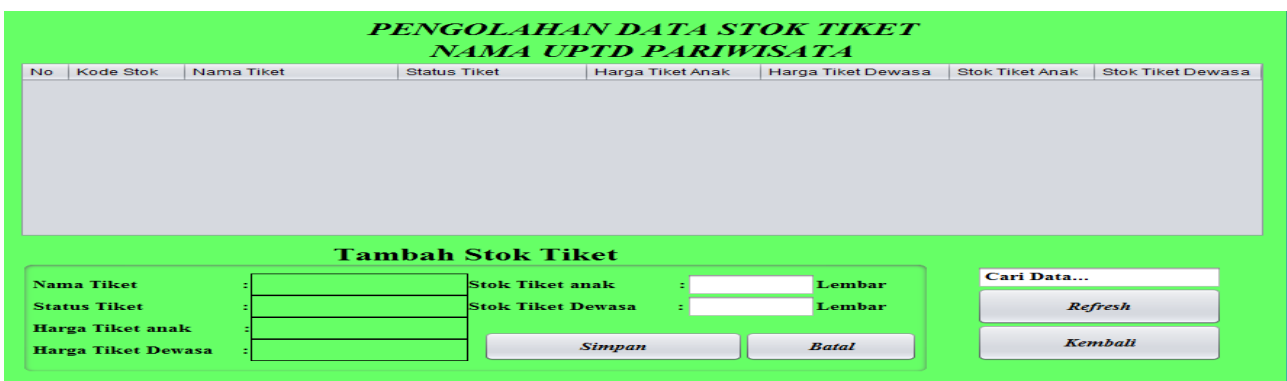 PENGOLAHAN DATA STOK TIKET
NAMA UPTD PARIWISATA
No Kode Stok Nama Tiket Status Tiket Harga Tiket Anak Harga Tiket Dewasa Stok Tiket Anak Stok Tiket Dewasa
Tambah Stok Tiket
Nama Tiket : Stok Tiket anak : Lembar
Status Tiket : Stok Tiket Dewasa : Lembar
Harga Tiket anak :
Harga Tiket Dewasa :
Simpan Batal
Cari Data...
Refresh
Kembali